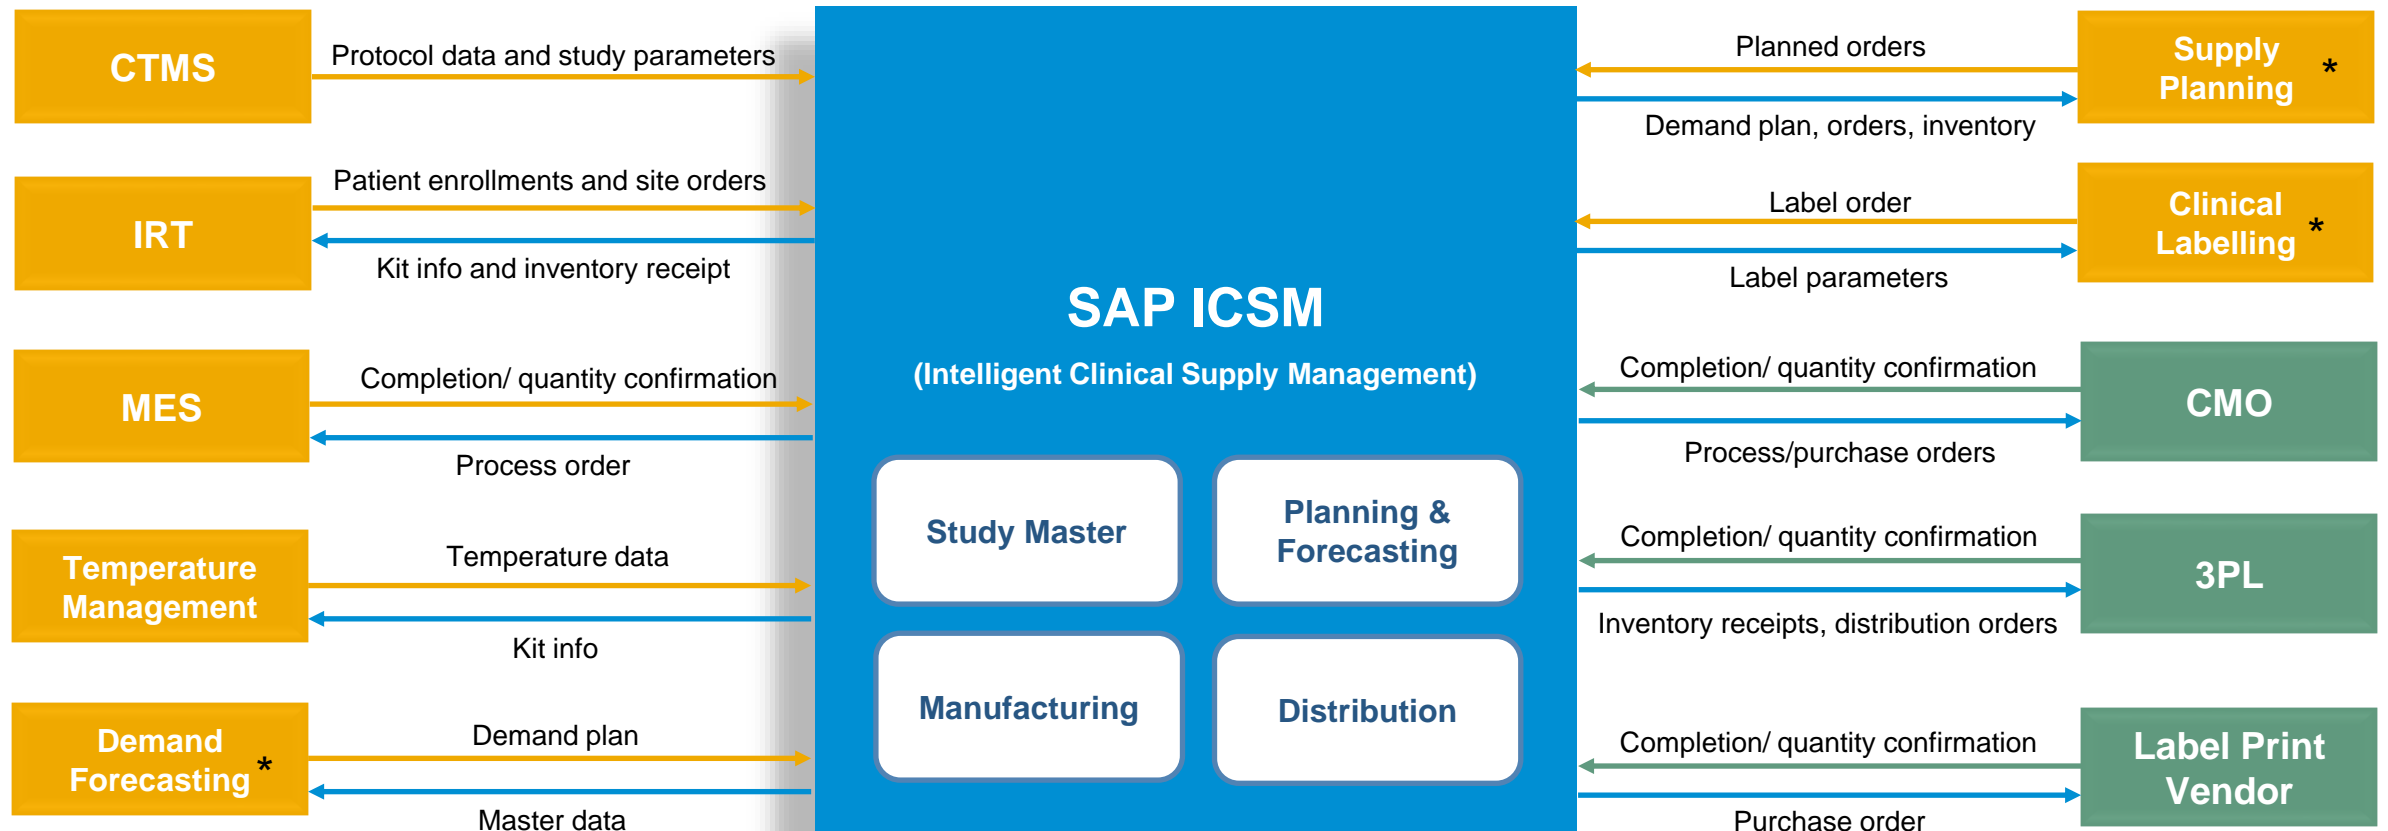 CTMS
Protocol data and study parameters
IRT
Patient enrollments and site orders
Kit info and inventory receipt
MES
Completion/ quantity confirmation
Process order
Temperature
Management
Temperature data
Kit info
Demand
Forecasting *
Demand plan
Master data
SAP ICSM
(Intelligent Clinical Supply Management)
Study Master
Planning &
Forecasting
Manufacturing
Distribution
Planned orders
Demand plan, orders, inventory
Supply
Planning *
Label order
Label parameters
Clinical
Labelling *
Completion/ quantity confirmation
Process/purchase orders
CMO
Completion/ quantity confirmation
Inventory receipts, distribution orders
3PL
Completion/ quantity confirmation
Purchase order
Label Print
Vendor